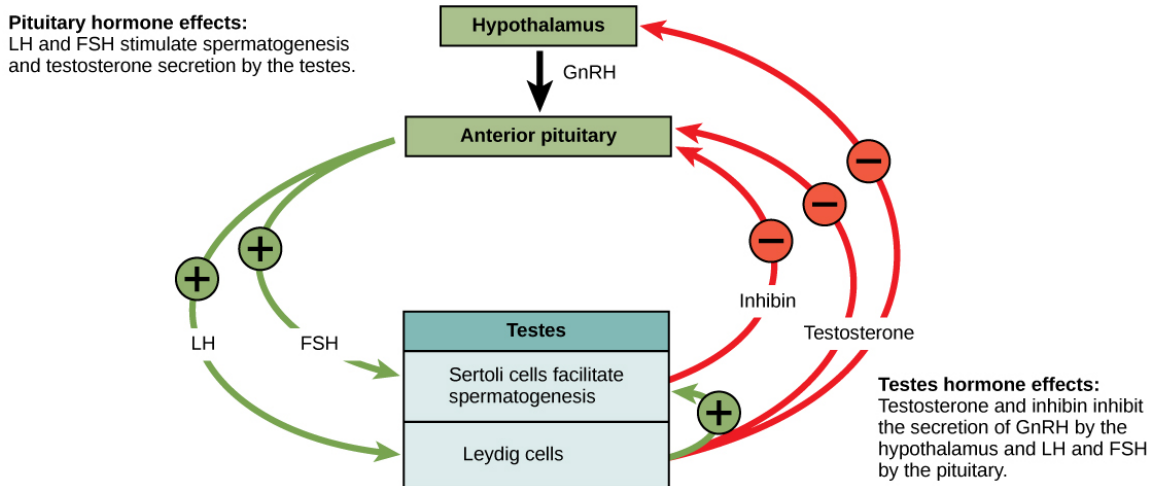 Pituitary hormone effects:
LH and FSH stimulate spermatogenesis
and testosterone secretion by the testes.
Hypothalamus
GnRH
Anterior pituitary
+
+
−
−
−
LH
FSH
Inhibin
Testosterone
Testes
Sertoli cells facilitate
spermatogenesis
+
Leydig cells
Testes hormone effects:
Testosterone and inhibin inhibit
the secretion of GnRH by the
hypothalamus and LH and FSH
by the pituitary.